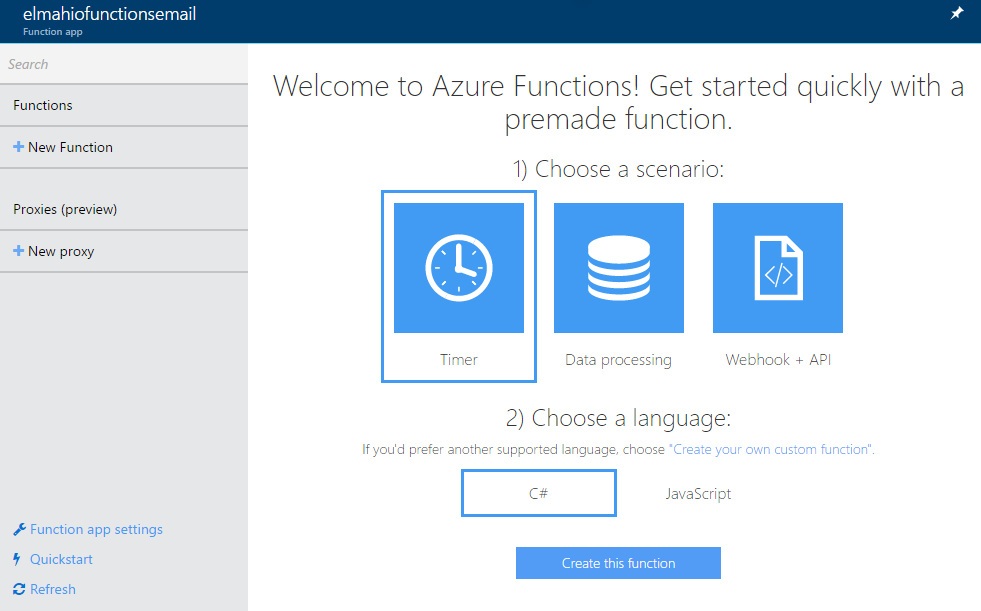 elmahiofunctionsemail
Function app
Search
Functions
New Function
Proxies (preview)
New proxy
Function app settings
Quickstart
Refresh
Welcome to Azure Functions! Get started quickly with a
premade function.
1) Choose a scenario:
Timer
Data processing
Webhook + API
2) Choose a language:
If you'd prefer another supported language, choose "Create your own custom function".
C#
JavaScript
Create this function